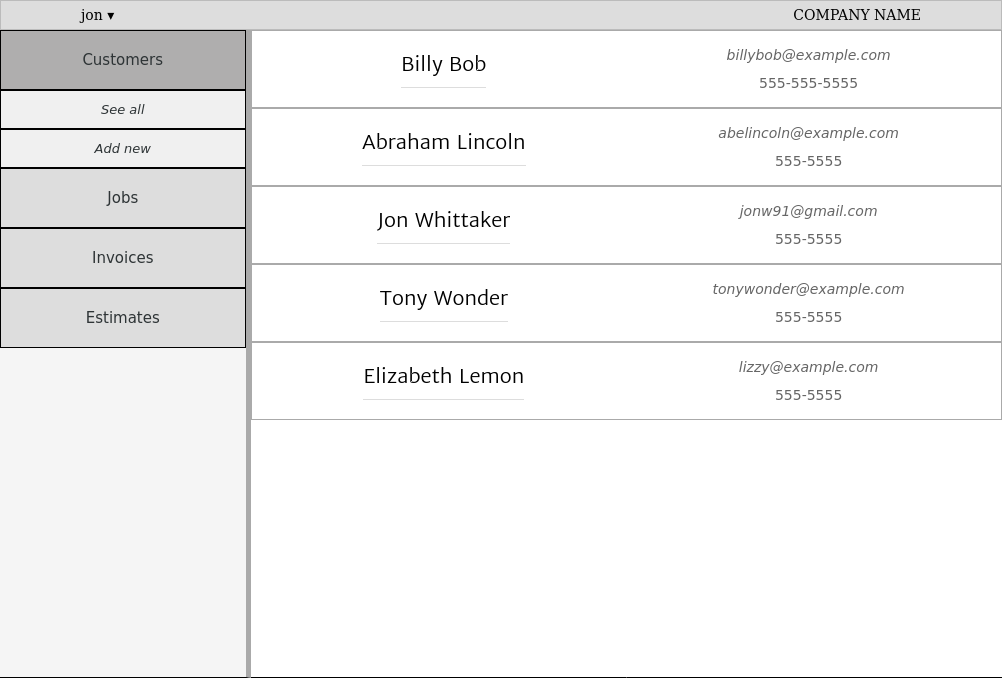 jon ▾
COMPANY NAME
Customers
See all
Add new
Jobs
Invoices
Estimates
Billy Bob
billybob@example.com
555-555-5555
Abraham Lincoln
abelincoln@example.com
555-5555
Jon Whittaker
jonw91@gmail.com
555-5555
Tony Wonder
tonywonder@example.com
555-5555
Elizabeth Lemon
lizzy@example.com
555-5555